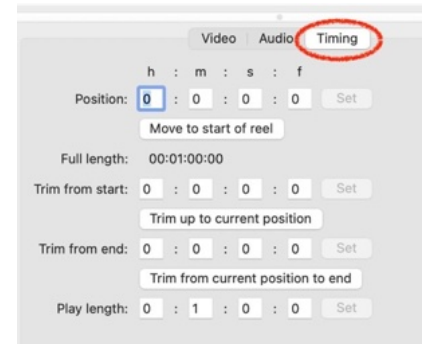 Video Audio Timing
h : m : s : f
Position: 0 : 0 : 0 : 0 Set
Move to start of reel
Full length: 00:01:00:00
Trim from start: 0 : 0 : 0 : 0 Set
Trim up to current position
Trim from end: 0 : 0 : 0 : 0 Set
Trim from current position to end
Play length: 0 : 1 : 0 : 0 Set